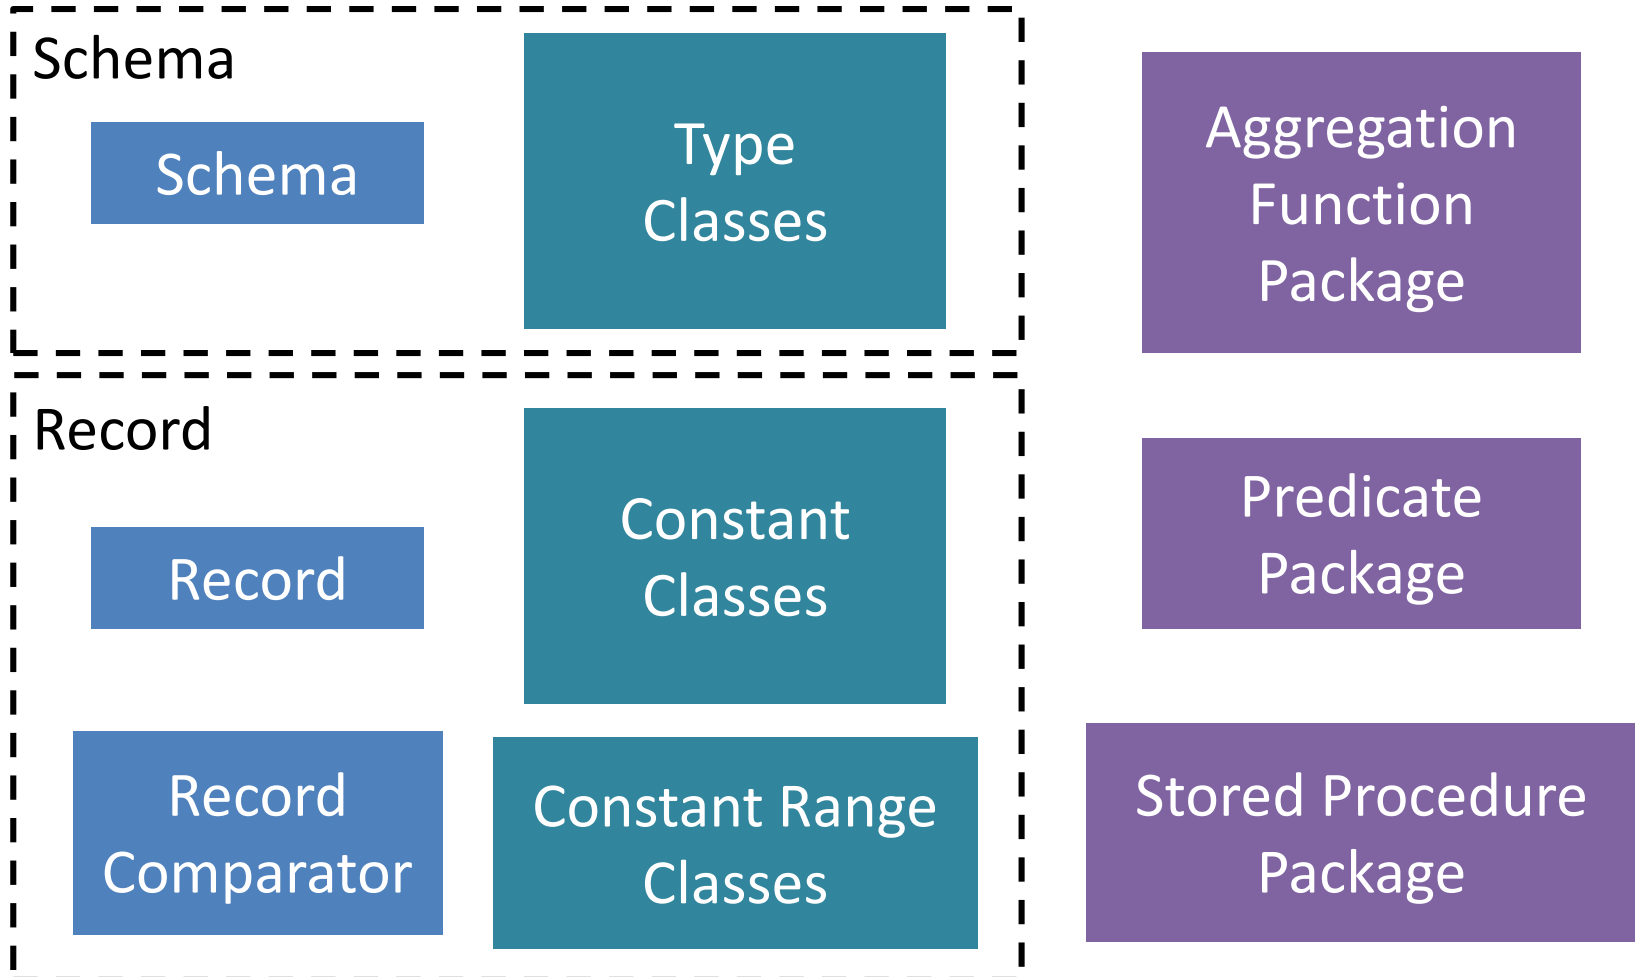 Schema
Schema
Type
Classes
Aggregation
Function
Package
Record
Record
Constant
Classes
Predicate
Package
Record
Comparator
Constant Range
Classes
Stored Procedure
Package